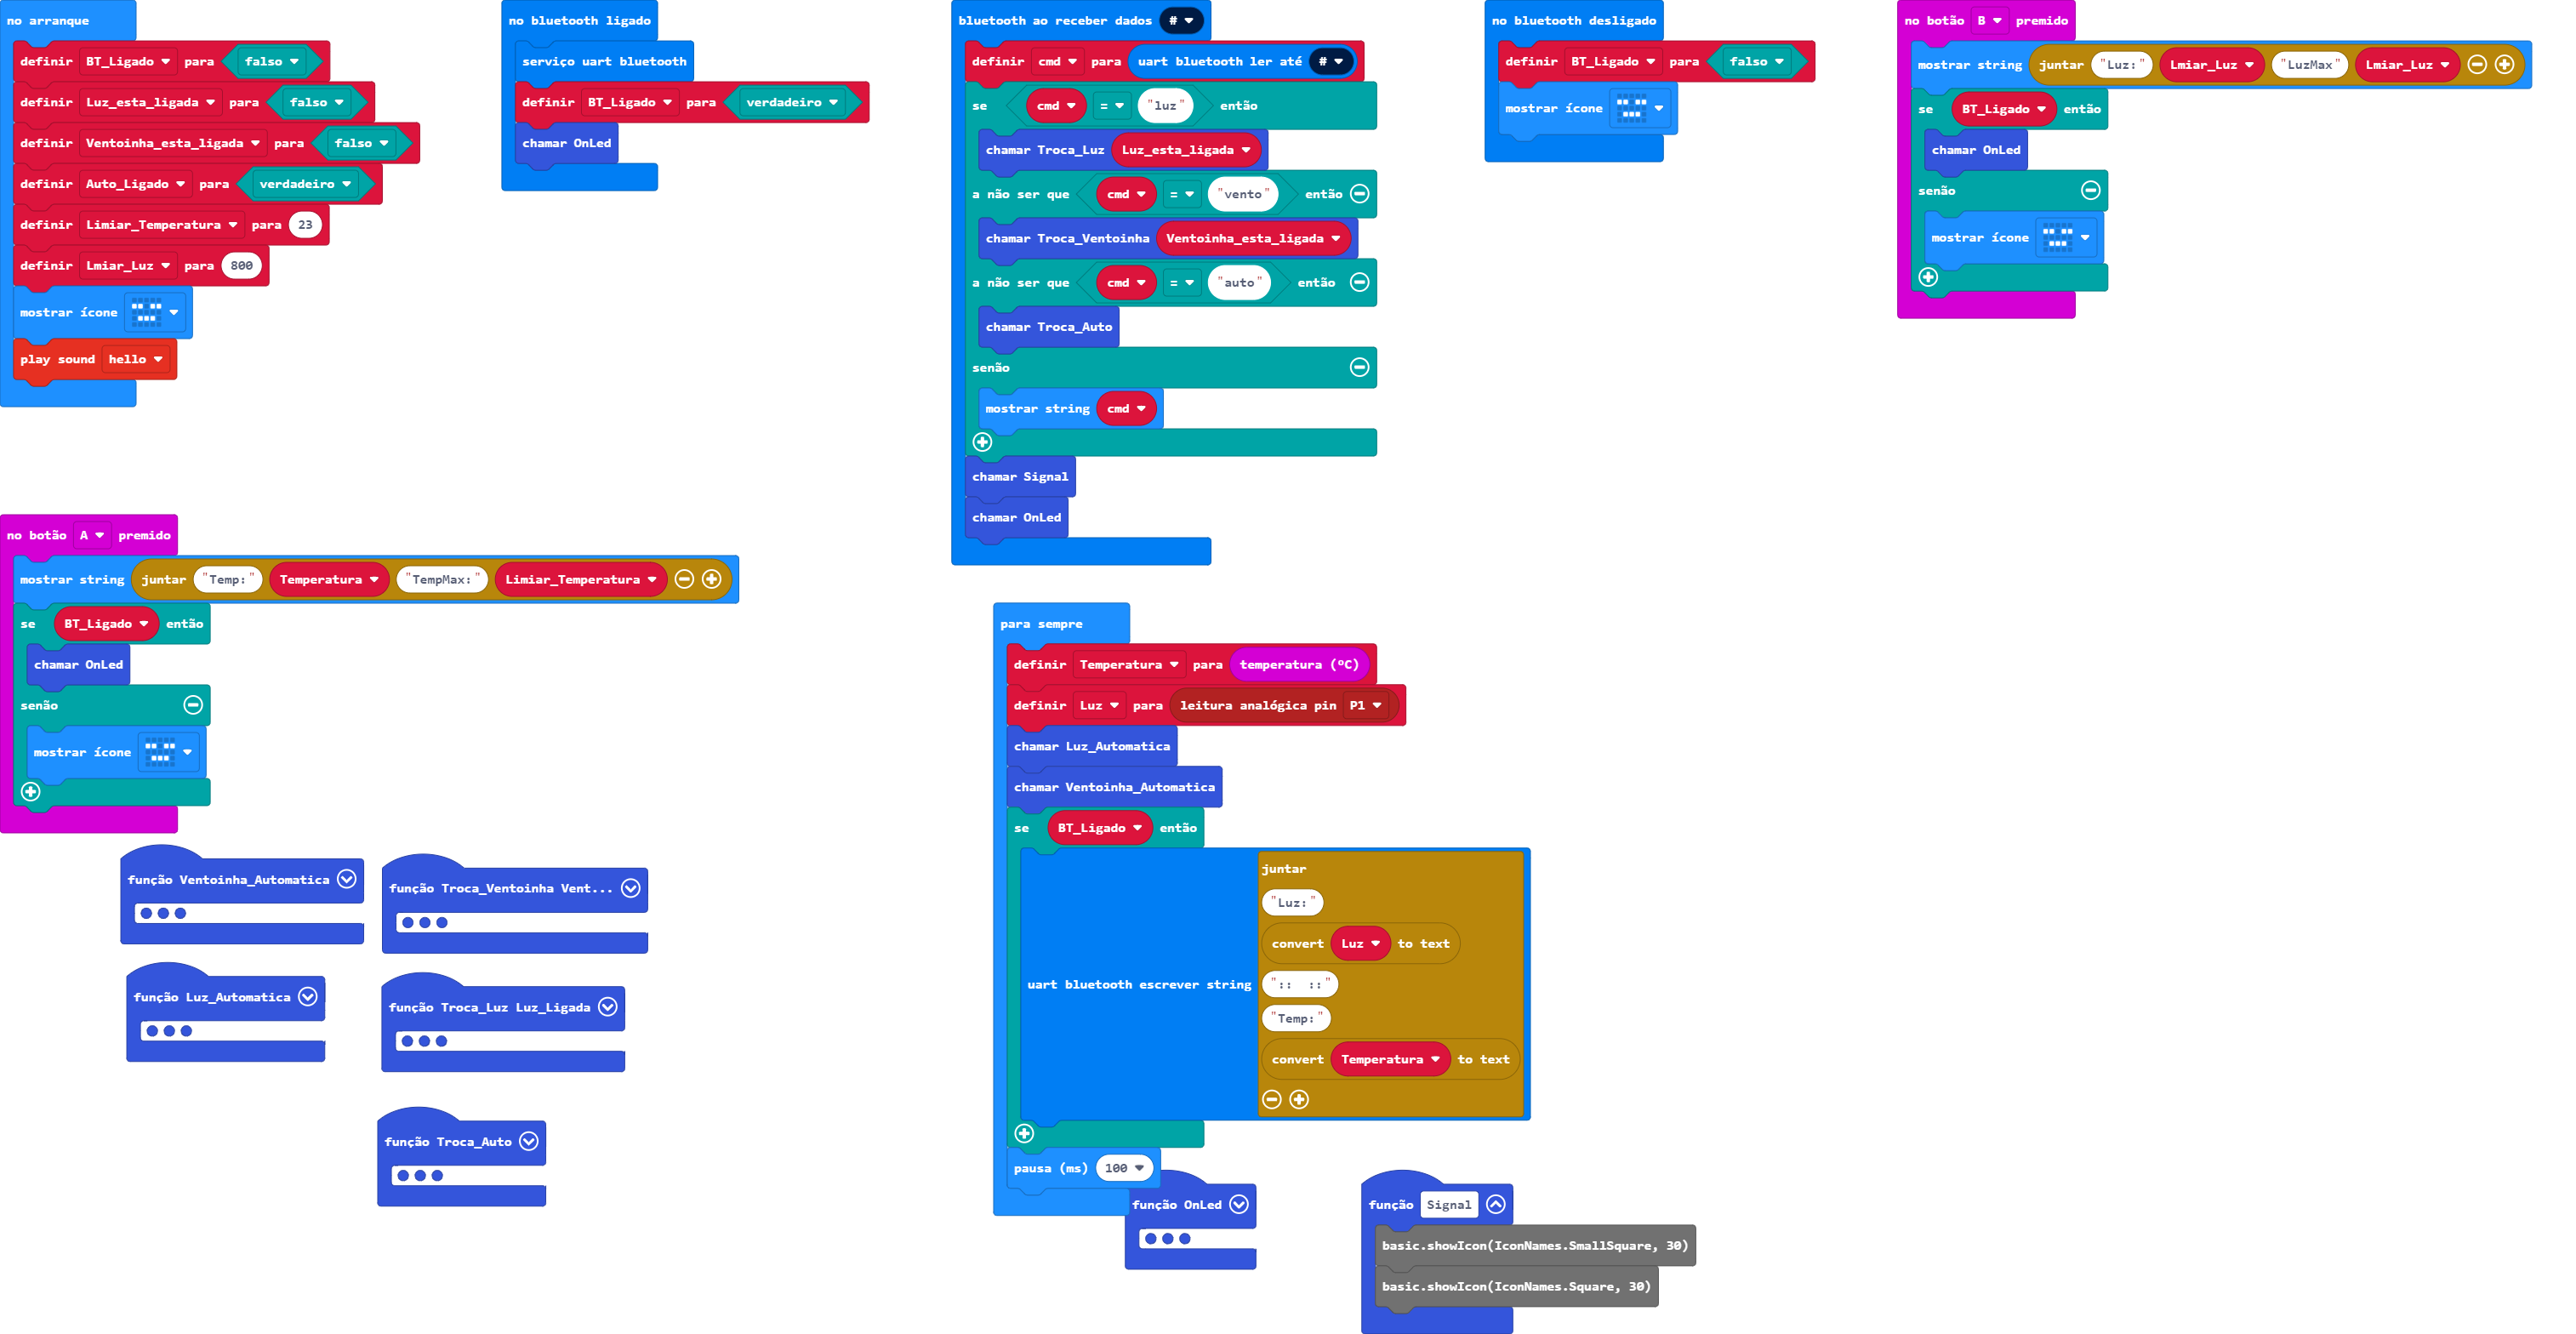 no arranque
definir BT_Ligado para falso
definir Luz_esta_ligada para falso
definir Ventoinha_esta_ligada para falso
definir Auto_Ligado para verdadeiro
definir Limiar_Temperatura para 23
definir Lmiar_Luz para 800
mostrar ícone
play sound hello
no bluetooth ligado
serviço uart bluetooth
definir BT_Ligado para verdadeiro
chamar OnLed
bluetooth ao receber dados #
definir cmd para uart bluetooth ler até #
se cmd = "luz" então
chamar Troca_Luz Luz_esta_ligada
a não ser que cmd = "vento" então
chamar Troca_Ventoinha Ventoinha_esta_ligada
a não ser que cmd = "auto" então
chamar Troca_Auto
senão
mostrar string cmd
chamar Signal
chamar OnLed
no bluetooth desligado
definir BT_Ligado para falso
mostrar ícone
no botão B premido
mostrar string juntar "Luz:" Lmiar_Luz "LuzMax" Lmiar_Luz
se BT_Ligado então
chamar OnLed
senão
mostrar ícone
no botão A premido
mostrar string juntar "Temp:" Temperatura "TempMax:" Limiar_Temperatura
se BT_Ligado então
chamar OnLed
senão
mostrar ícone
para sempre
definir Temperatura para temperatura (ºC)
definir Luz para leitura analógica pin P1
chamar Luz_Automatica
chamar Ventoinha_Automatica
se BT_Ligado então
uart bluetooth escrever string
juntar
"Luz:"
convert Luz to text
":: ::"
"Temp:"
convert Temperatura to text
pausa (ms) 100
função Ventoinha_Automatica
função Troca_Ventoinha Vent...
função Luz_Automatica
função Troca_Luz Luz_Ligada
função Troca_Auto
função OnLed
função Signal
basic.showIcon(IconNames.SmallSquare, 30)
basic.showIcon(IconNames.Square, 30)